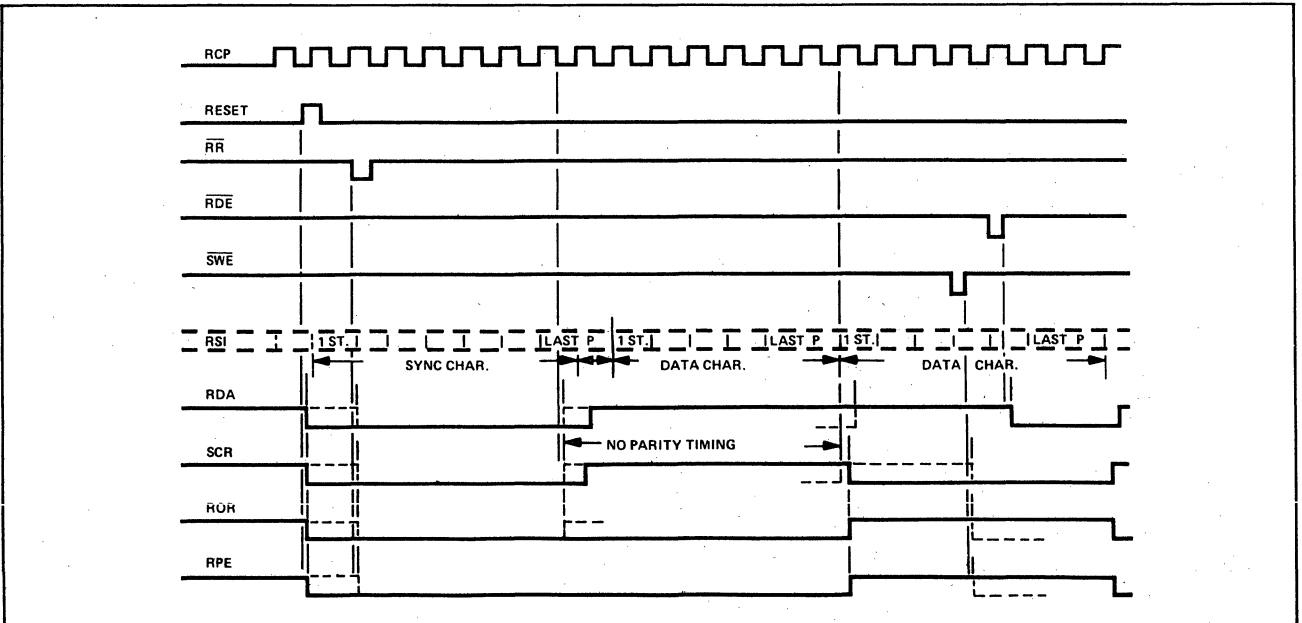 RCP
RESET
RR
RDE
SWE
RSI 1 ST. LAST P 1 ST. LAST P 1 ST. LAST P
SYNC CHAR. DATA CHAR. DATA CHAR.
RDA
NO PARITY TIMING
SCR
ROR
RPE